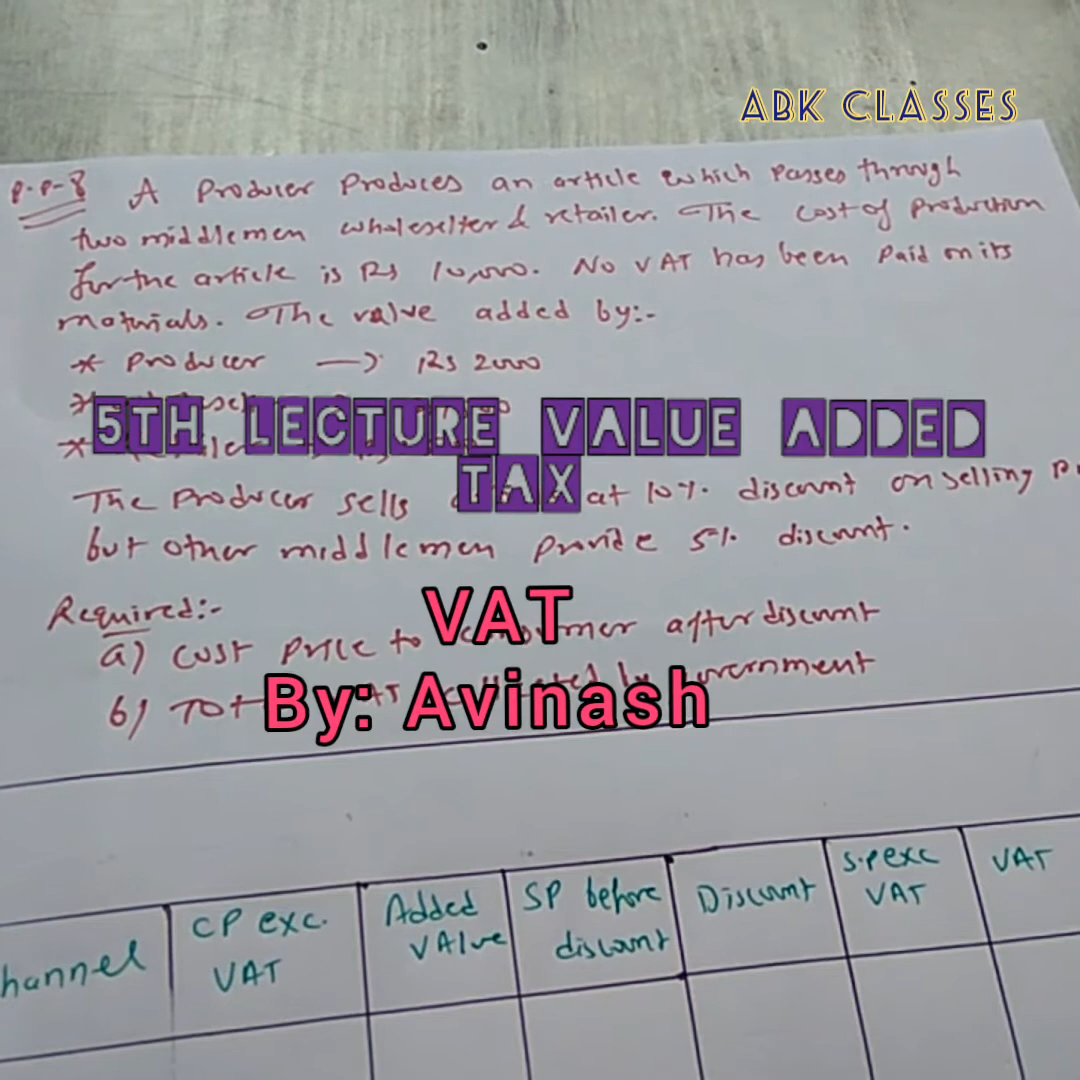 ABK CLASSES
P.P-8 A Producer Produces an article which passes through
two middlemen wholeselter & retailer. The cost of production
for the article is Rs 10,000. No VAT has been Paid on its
materials. The value added by:-
* Producer → Rs 2000
*
*
5TH LECTURE VALUE ADDED
TAX
The Producer sells at 10% discount on selling
but other middlemen provide 5% discount.
Required:-
a) cost price to after discount
VAT
b)
By: Avinash
hannel
CP exc.
VAT
Added
VAlue
SP before
discount
Discount
S.P exc
VAT
VAT